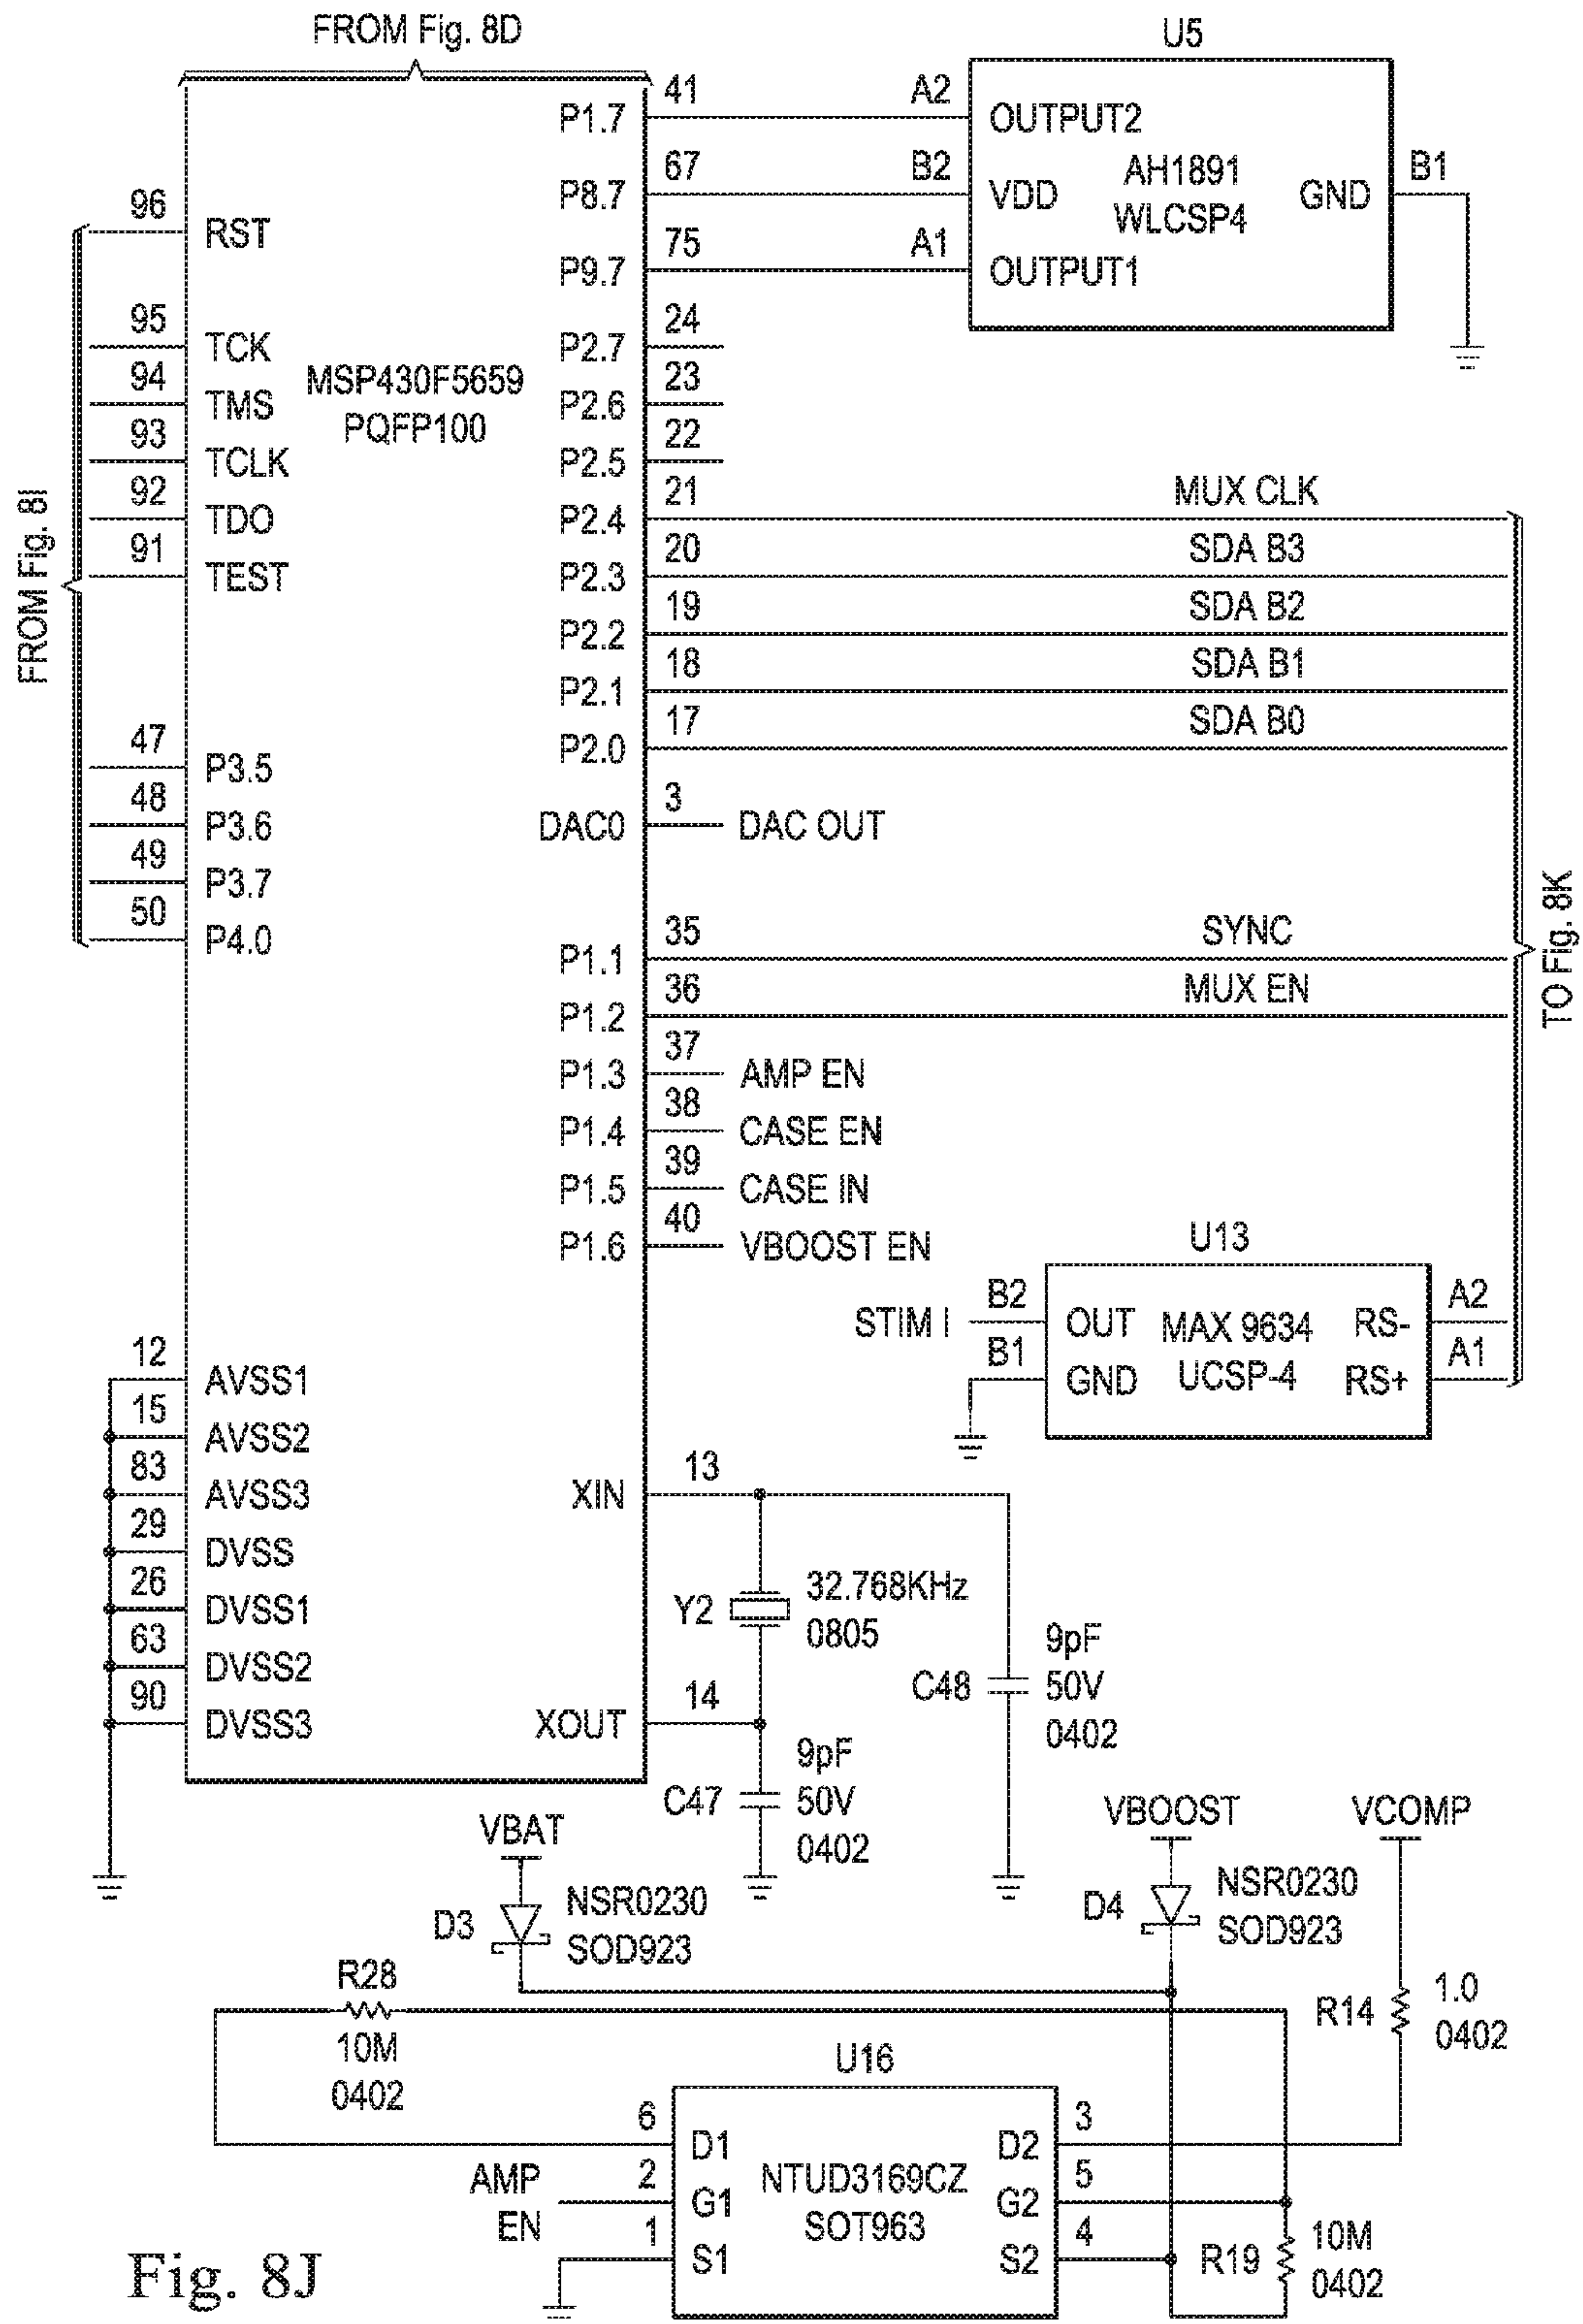 FROM Fig. 8D
U5
41 A2
P1.7 OUTPUT2
67 B2 AH1891 B1
P8.7 VDD WLCSP4 GND
75 A1
P9.7 OUTPUT1
96
RST
95
TCK
94
TMS
93
TCLK
92
TDO
91
TEST
FROM Fig. 8I
MSP430F5659
PQFP100
24
P2.7
23
P2.6
22
P2.5
21 MUX CLK
P2.4
20 SDA B3
P2.3
19 SDA B2
P2.2
18 SDA B1
P2.1
17 SDA B0
P2.0
47
P3.5
48
P3.6
49
P3.7
50
P4.0
3
DAC0 DAC OUT
35 SYNC
P1.1
36 MUX EN
P1.2
37
P1.3 AMP EN
38
P1.4 CASE EN
39
P1.5 CASE IN
40
P1.6 VBOOST EN
TO Fig. 8K
U13
B2 A2
STIM I OUT MAX 9634 RS-
B1 A1
GND UCSP-4 RS+
12
AVSS1
15
AVSS2
83
AVSS3
29
DVSS
26
DVSS1
63
DVSS2
90
DVSS3
13
XIN
Y2 32.768KHz
0805
14
XOUT
9pF
C48 50V
0402
9pF
C47 50V
0402
VBAT
D3 NSR0230
SOD923
VBOOST
D4 NSR0230
SOD923
VCOMP
R14 1.0
0402
R28
10M
0402
U16
6 3
D1 D2
AMP 2 NTUD3169CZ 5
G1 G2
EN 1 SOT963 4
S1 S2
R19 10M
0402
Fig. 8J